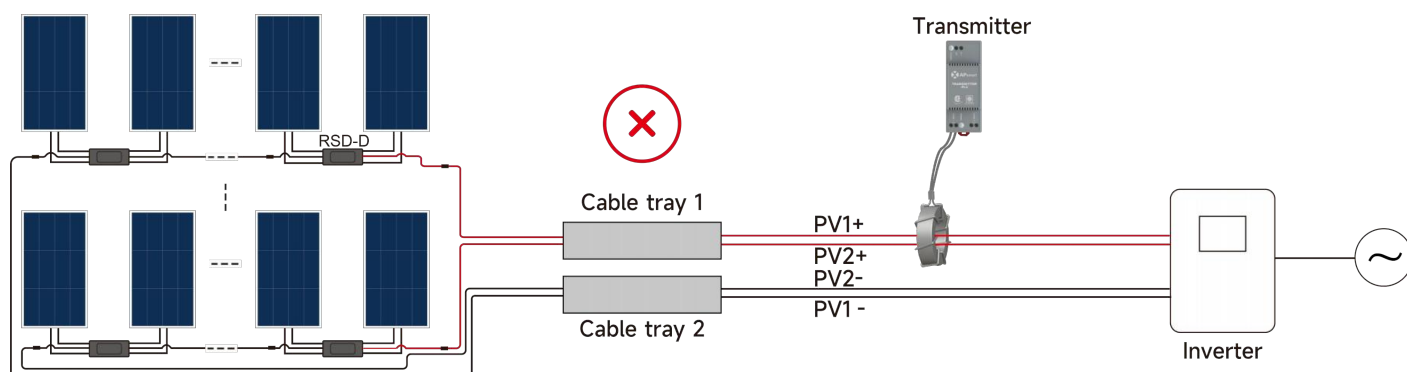 Transmitter
RSD-D
Cable tray 1
PV1+
PV2+
PV2-
PV1 -
Cable tray 2
Inverter